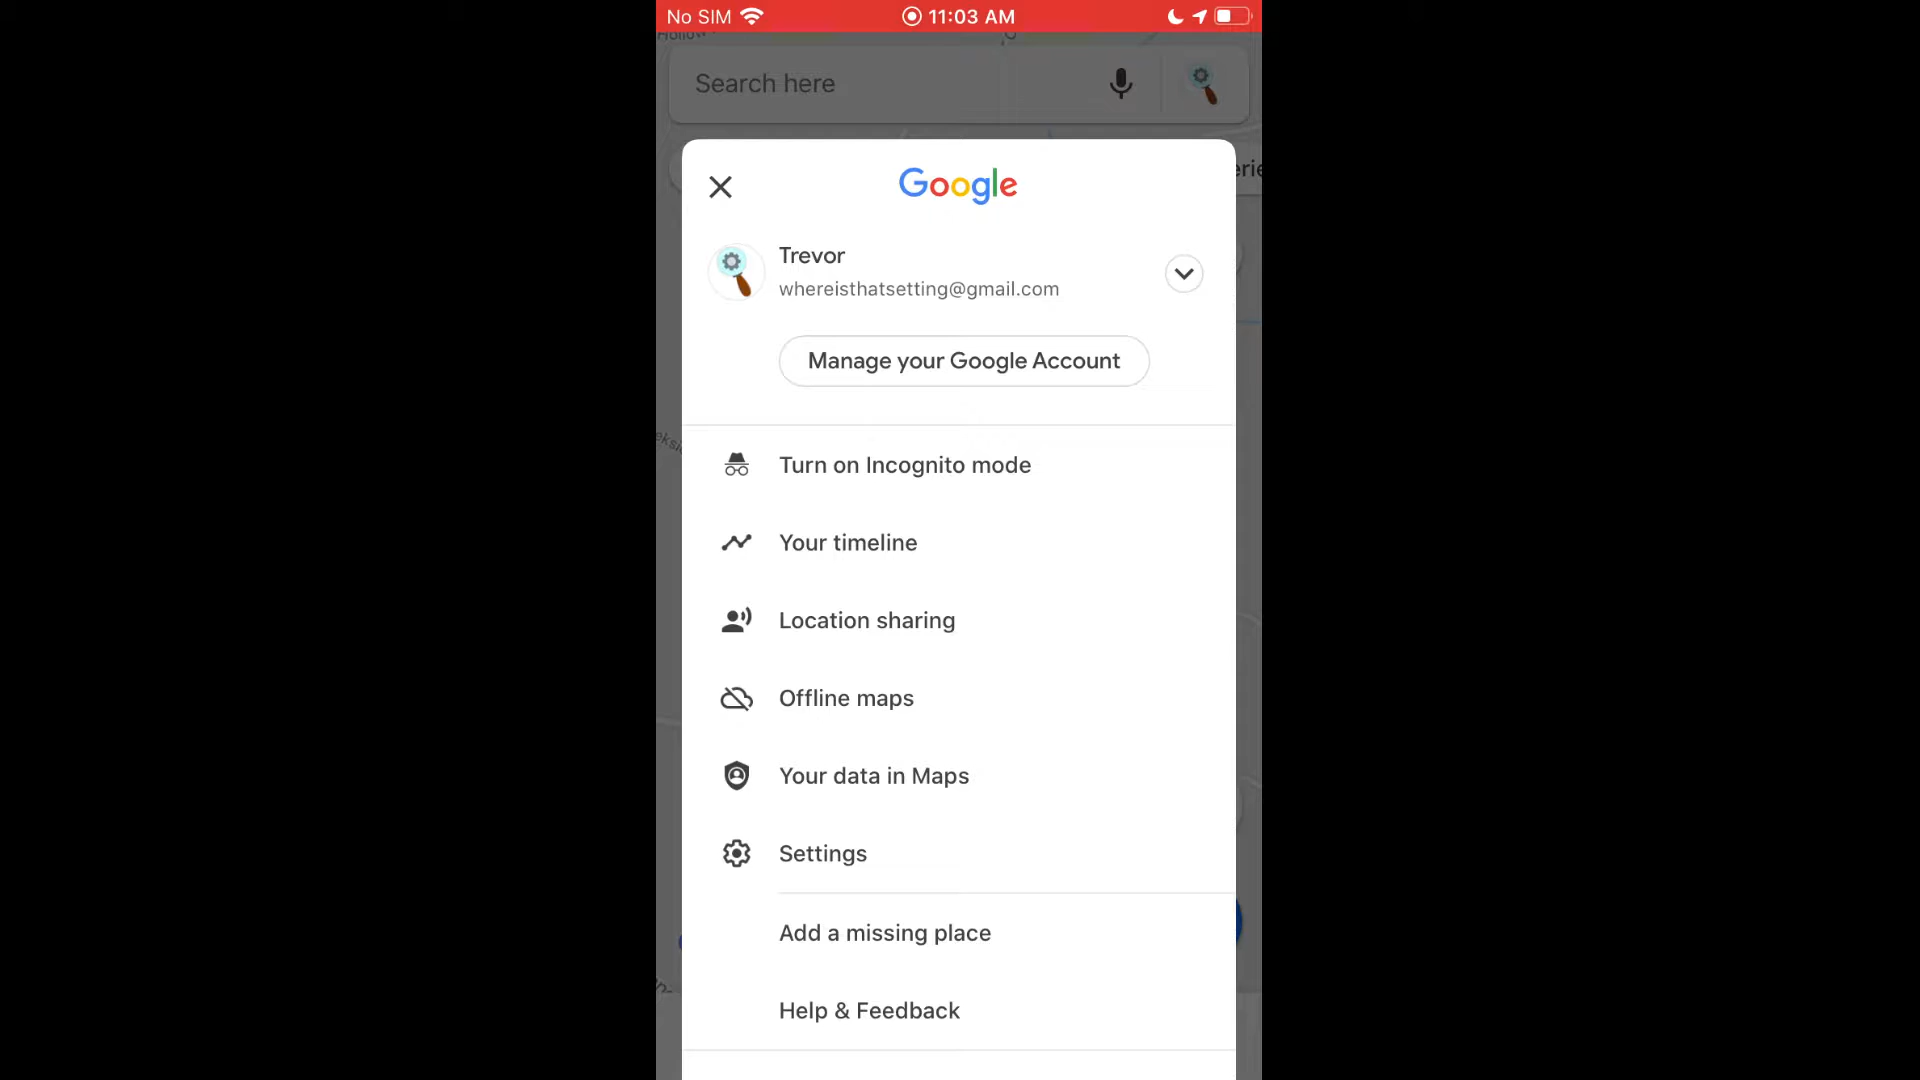 No SIM 11:03 AM
Search here
Google
Trevor
whereisthatsetting@gmail.com
Manage your Google Account
Turn on Incognito mode
Your timeline
Location sharing
Offline maps
Your data in Maps
Settings
Add a missing place
Help & Feedback